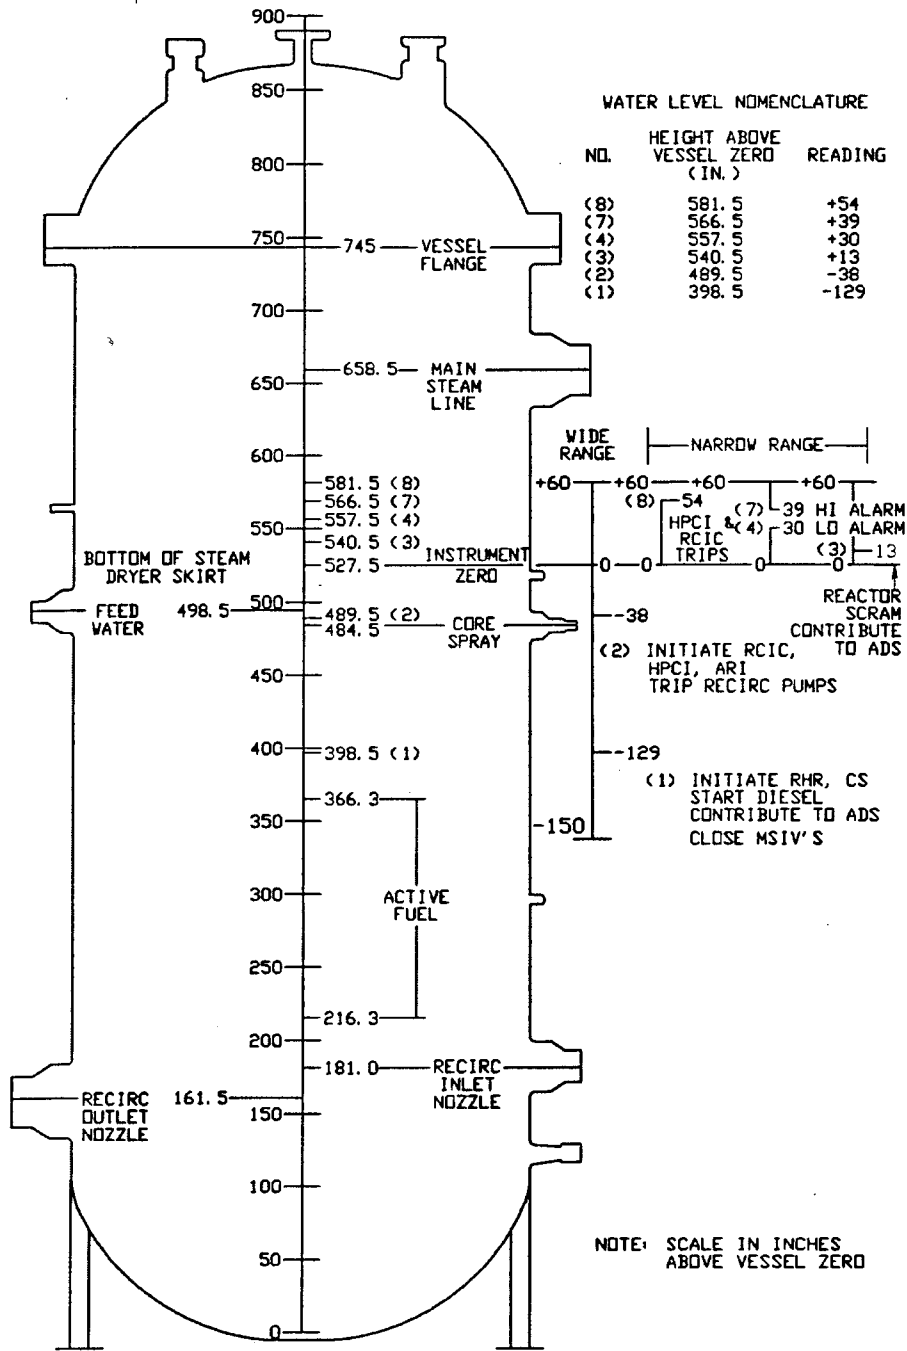 WATER LEVEL NOMENCLATURE
NO. HEIGHT ABOVE VESSEL ZERO (IN.) READING
(8) 581.5 +54
(7) 566.5 +39
(4) 557.5 +30
(3) 540.5 +13
(2) 489.5 -38
(1) 398.5 -129
900
850
800
750
745 VESSEL FLANGE
700
658.5 MAIN STEAM LINE
650
600
581.5 (8)
566.5 (7)
557.5 (4)
550
540.5 (3)
527.5 INSTRUMENT ZERO
BOTTOM OF STEAM
DRYER SKIRT
500
FEED WATER 498.5
489.5 (2)
484.5 CORE SPRAY
450
400
398.5 (1)
366.3
350
300
ACTIVE
FUEL
250
216.3
200
181.0 RECIRC INLET NOZZLE
RECIRC OUTLET NOZZLE 161.5
150
100
50
0
WIDE
RANGE
NARROW RANGE
+60 +60 +60 +60
(8) 54
HPCI &
RCIC
TRIPS
(7) 39 HI ALARM
(4) 30 LO ALARM
(3) 13
0 0 0 0
REACTOR
SCRAM
CONTRIBUTE
TO ADS
-38
(2) INITIATE RCIC,
HPCI, ARI
TRIP RECIRC PUMPS
-129
(1) INITIATE RHR, CS
START DIESEL
CONTRIBUTE TO ADS
CLOSE MSIV'S
-150
NOTE: SCALE IN INCHES
ABOVE VESSEL ZERO